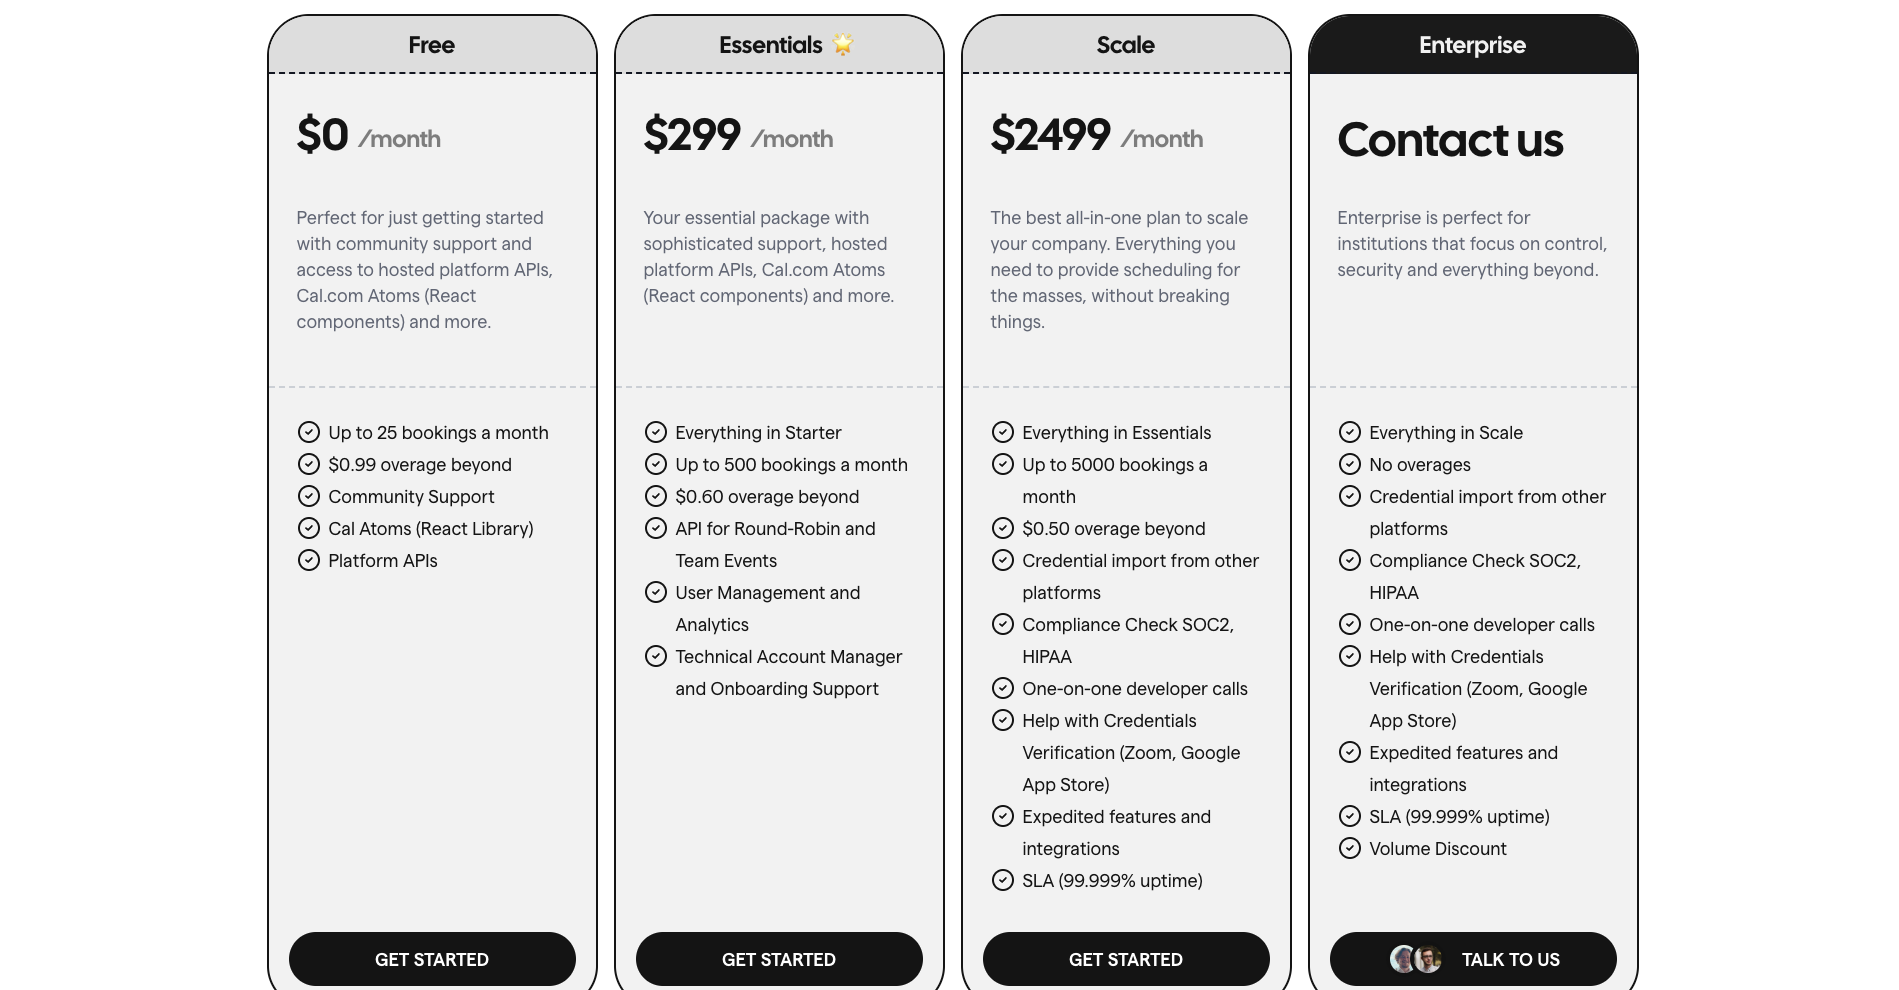 Free
$0 /month
Perfect for just getting started
with community support and
access to hosted platform APIs,
Cal.com Atoms (React
components) and more.
Up to 25 bookings a month
$0.99 overage beyond
Community Support
Cal Atoms (React Library)
Platform APIs
GET STARTED
Essentials 🌟
$299 /month
Your essential package with
sophisticated support, hosted
platform APIs, Cal.com Atoms
(React components) and more.
Everything in Starter
Up to 500 bookings a month
$0.60 overage beyond
API for Round-Robin and
Team Events
User Management and
Analytics
Technical Account Manager
and Onboarding Support
GET STARTED
Scale
$2499 /month
The best all-in-one plan to scale
your company. Everything you
need to provide scheduling for
the masses, without breaking
things.
Everything in Essentials
Up to 5000 bookings a
month
$0.50 overage beyond
Credential import from other
platforms
Compliance Check SOC2,
HIPAA
One-on-one developer calls
Help with Credentials
Verification (Zoom, Google
App Store)
Expedited features and
integrations
SLA (99.999% uptime)
GET STARTED
Enterprise
Contact us
Enterprise is perfect for
institutions that focus on control,
security and everything beyond.
Everything in Scale
No overages
Credential import from other
platforms
Compliance Check SOC2,
HIPAA
One-on-one developer calls
Help with Credentials
Verification (Zoom, Google
App Store)
Expedited features and
integrations
SLA (99.999% uptime)
Volume Discount
TALK TO US